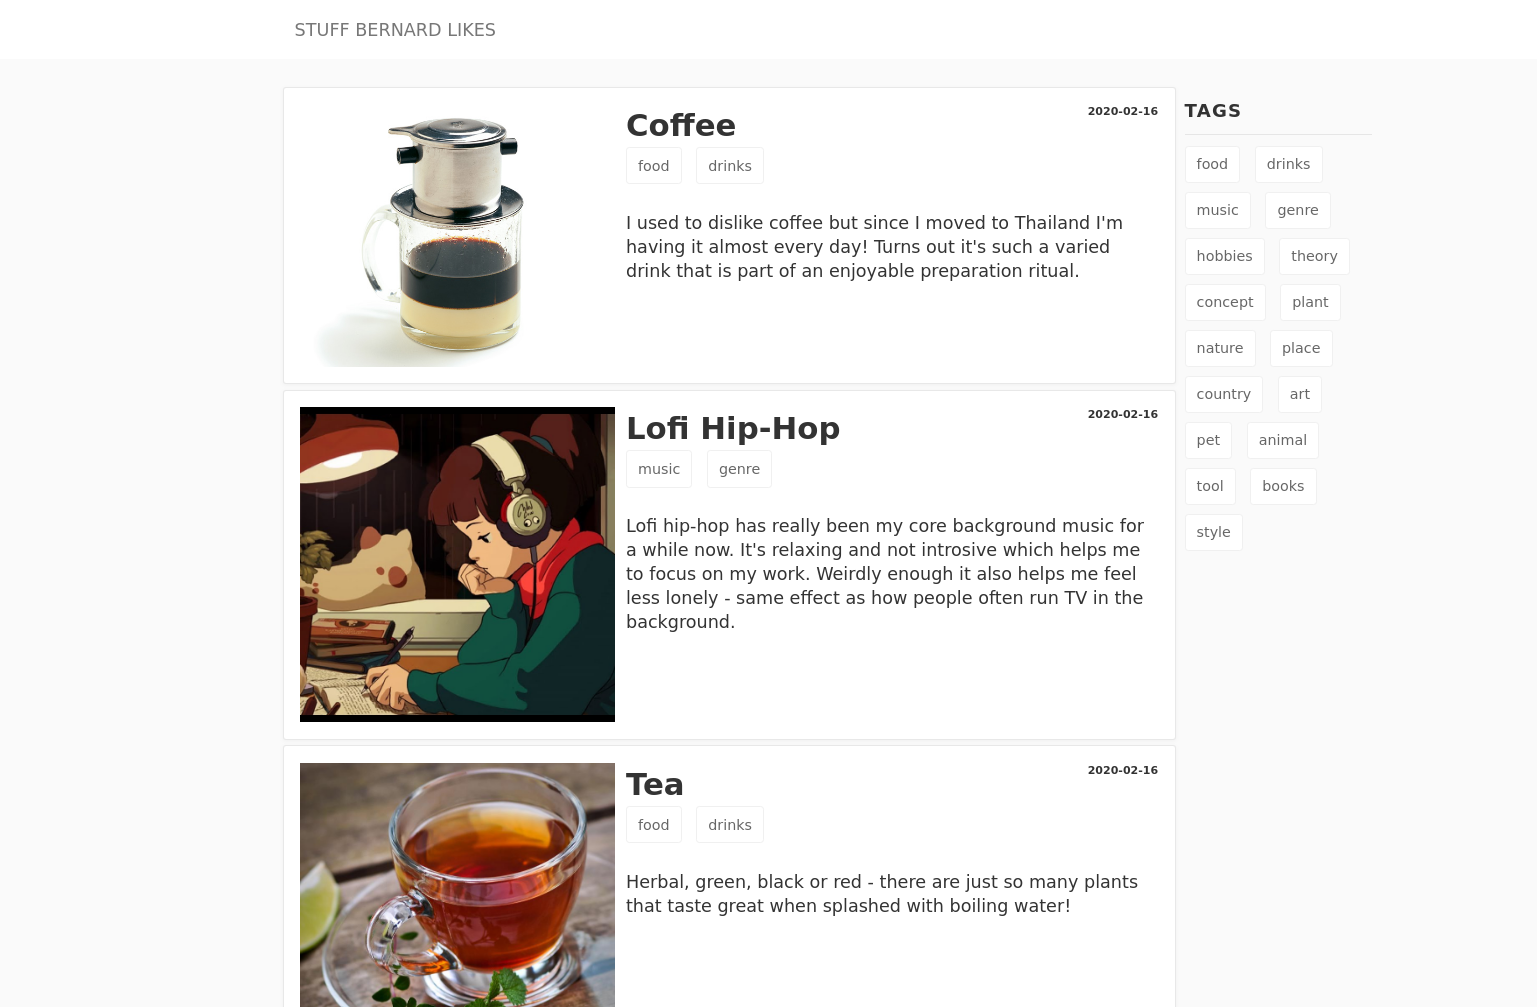 STUFF BERNARD LIKES
Coffee
2020-02-16
food drinks
I used to dislike coffee but since I moved to Thailand I'm
having it almost every day! Turns out it's such a varied
drink that is part of an enjoyable preparation ritual.
Lofi Hip-Hop
2020-02-16
music genre
Lofi hip-hop has really been my core background music for
a while now. It's relaxing and not introsive which helps me
to focus on my work. Weirdly enough it also helps me feel
less lonely - same effect as how people often run TV in the
background.
Tea
2020-02-16
food drinks
Herbal, green, black or red - there are just so many plants
that taste great when splashed with boiling water!
TAGS
food drinks
music genre
hobbies theory
concept plant
nature place
country art
pet animal
tool books
style